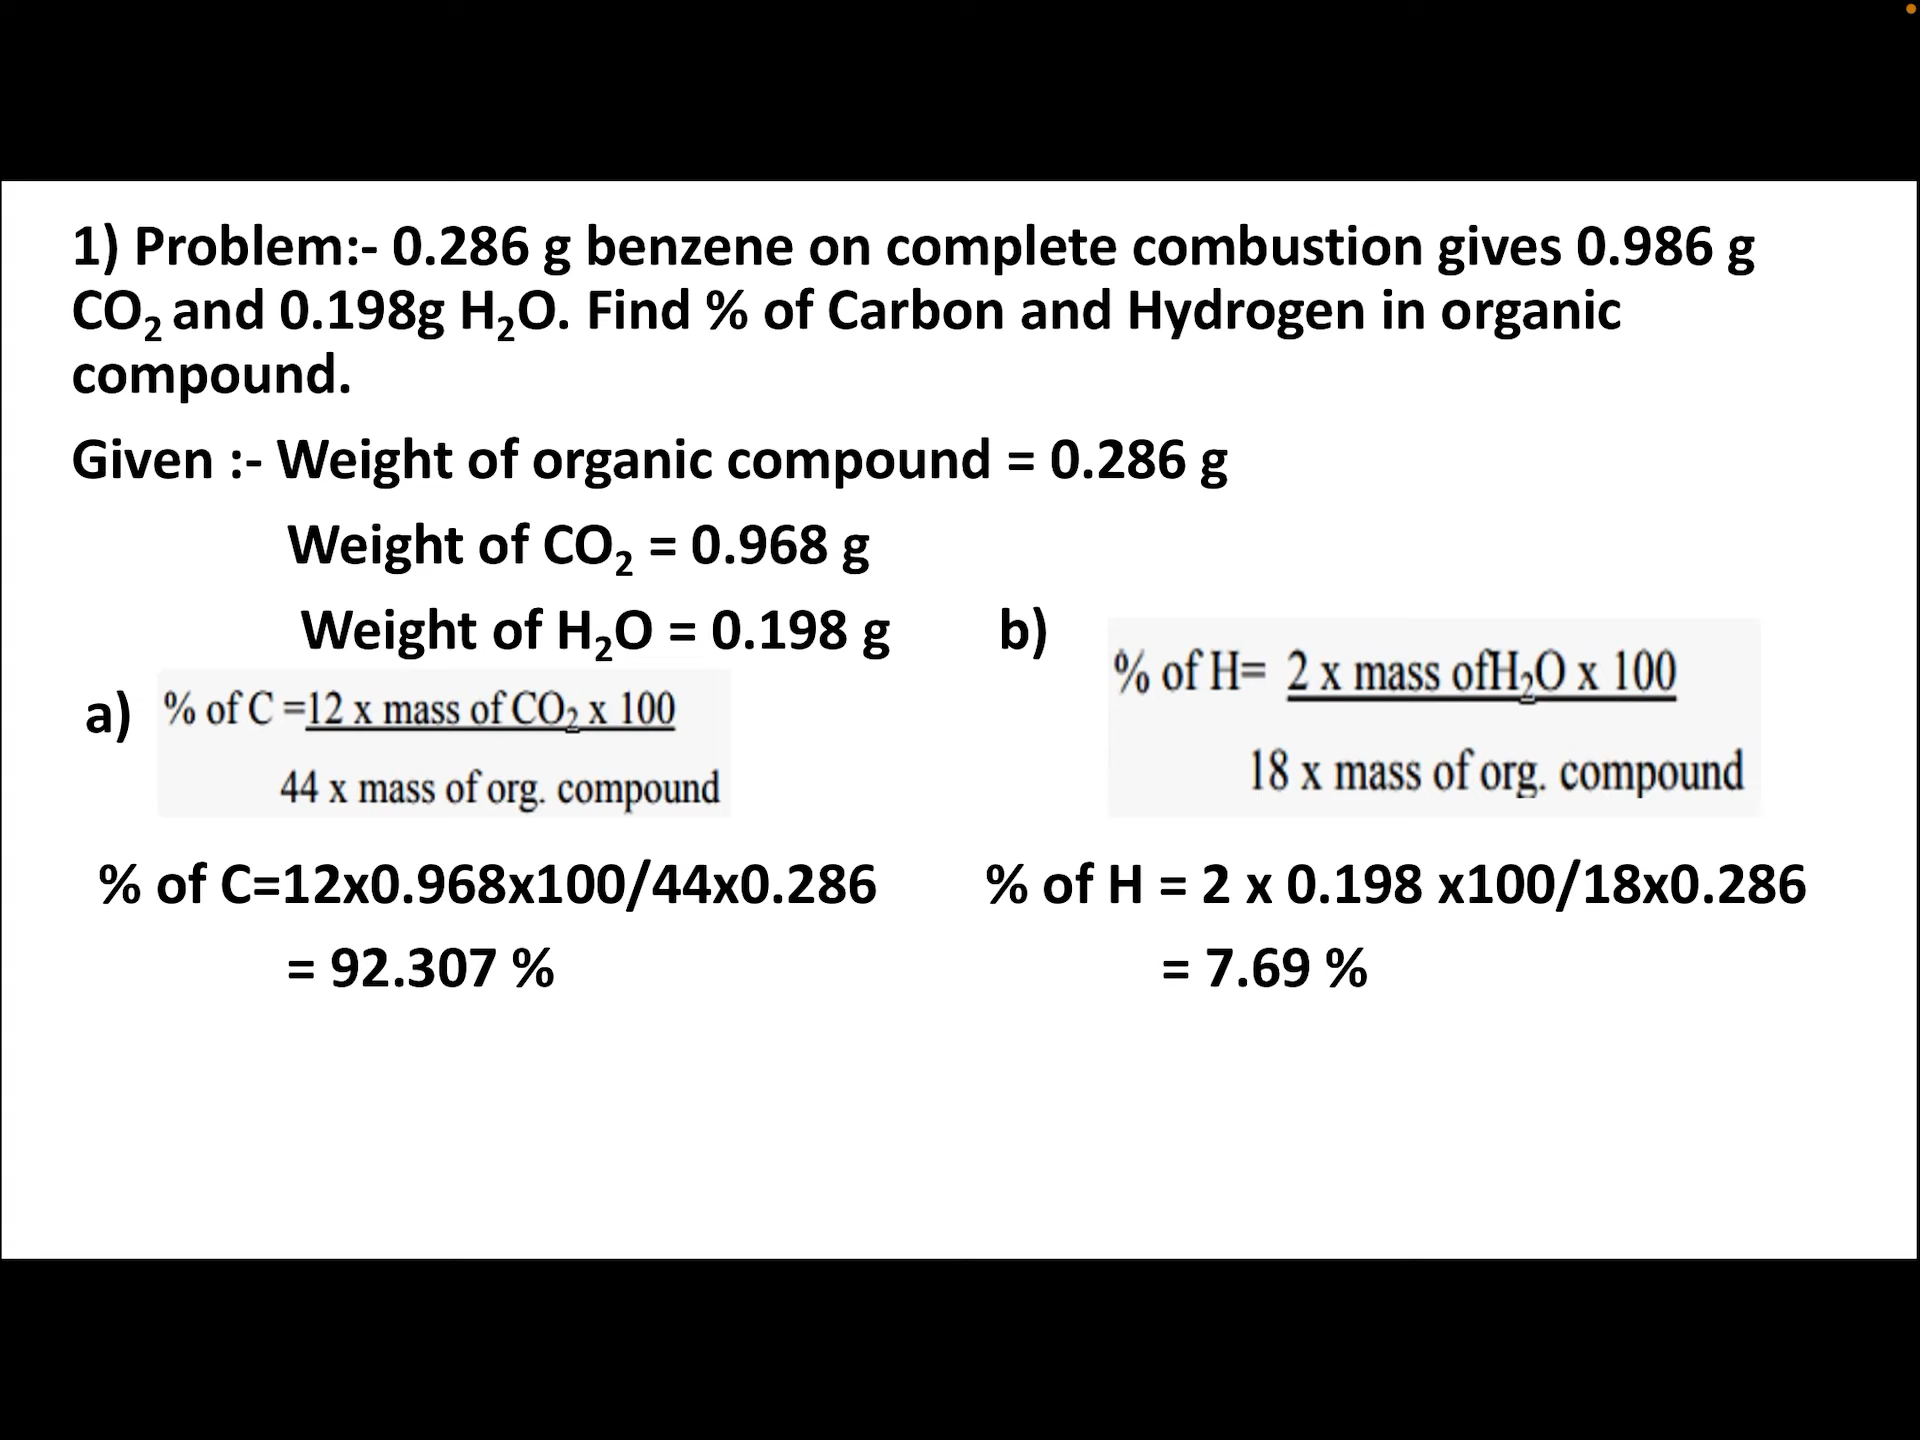 1) Problem:- 0.286 g benzene on complete combustion gives 0.986 g
CO₂ and 0.198g H₂O. Find % of Carbon and Hydrogen in organic
compound.
Given :- Weight of organic compound = 0.286 g
Weight of CO₂ = 0.968 g
Weight of H₂O = 0.198 g
a) % of C =12 x mass of CO₂ x 100
44 x mass of org. compound
b) % of H= 2 x mass ofH₂O x 100
18 x mass of org. compound
% of C=12x0.968x100/44x0.286
= 92.307 %
% of H = 2 x 0.198 x100/18x0.286
= 7.69 %